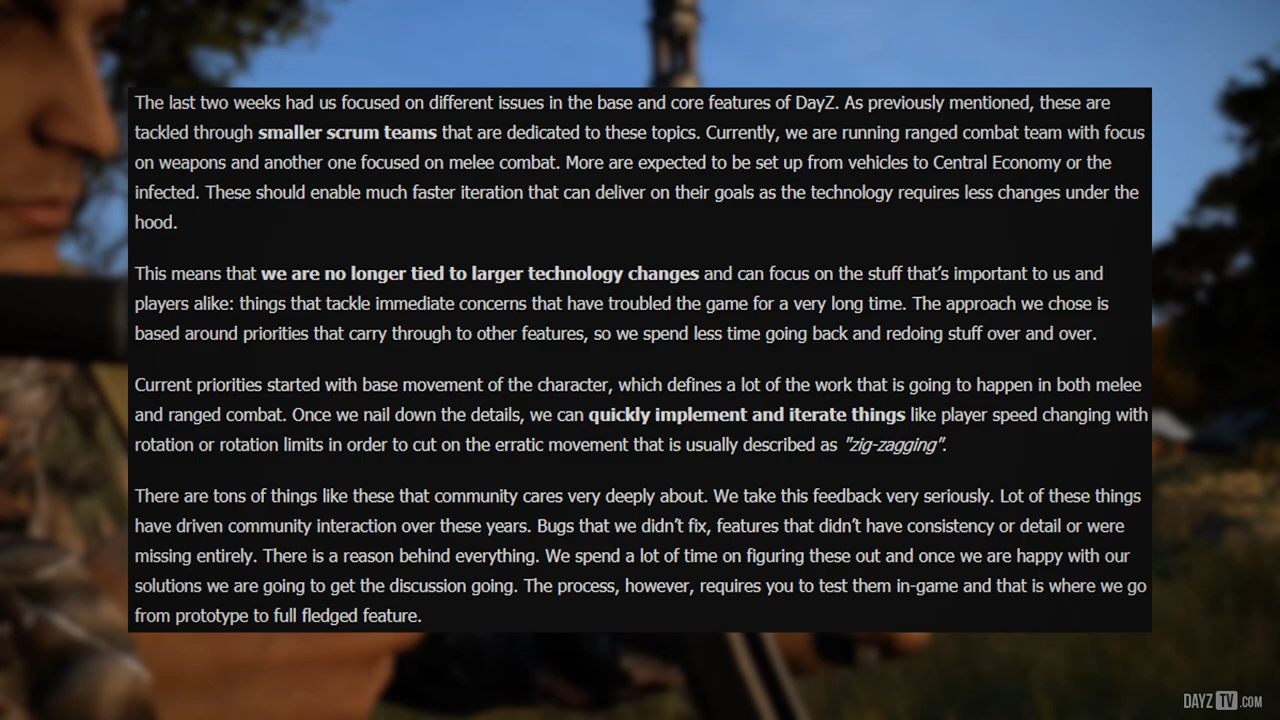 The last two weeks had us focused on different issues in the base and core features of DayZ. As previously mentioned, these are
tackled through smaller scrum teams that are dedicated to these topics. Currently, we are running ranged combat team with focus
on weapons and another one focused on melee combat. More are expected to be set up from vehicles to Central Economy or the
infected. These should enable much faster iteration that can deliver on their goals as the technology requires less changes under the
hood.
This means that we are no longer tied to larger technology changes and can focus on the stuff that's important to us and
players alike: things that tackle immediate concerns that have troubled the game for a very long time. The approach we chose is
based around priorities that carry through to other features, so we spend less time going back and redoing stuff over and over.
Current priorities started with base movement of the character, which defines a lot of the work that is going to happen in both melee
and ranged combat. Once we nail down the details, we can quickly implement and iterate things like player speed changing with
rotation or rotation limits in order to cut on the erratic movement that is usually described as "zig-zagging".
There are tons of things like these that community cares very deeply about. We take this feedback very seriously. Lot of these things
have driven community interaction over these years. Bugs that we didn't fix, features that didn't have consistency or detail or were
missing entirely. There is a reason behind everything. We spend a lot of time on figuring these out and once we are happy with our
solutions we are going to get the discussion going. The process, however, requires you to test them in-game and that is where we go
from prototype to full fledged feature.
DAYZ TV .COM